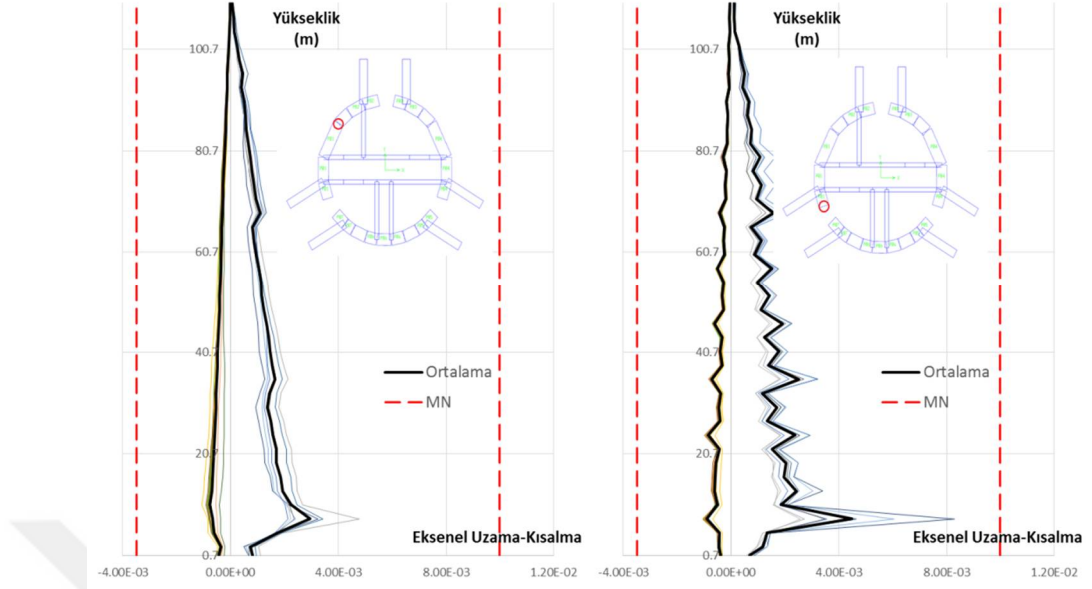 Yükseklik
(m)
100.7
80.7
60.7
40.7
20.7
0.7
Ortalama
MN
Eksenel Uzama-Kısalma
-4.00E-03 0.00E+00 4.00E-03 8.00E-03 1.20E-02
Yükseklik
(m)
100.7
80.7
60.7
40.7
20.7
0.7
Ortalama
MN
Eksenel Uzama-Kısalma
-4.00E-03 0.00E+00 4.00E-03 8.00E-03 1.20E-02